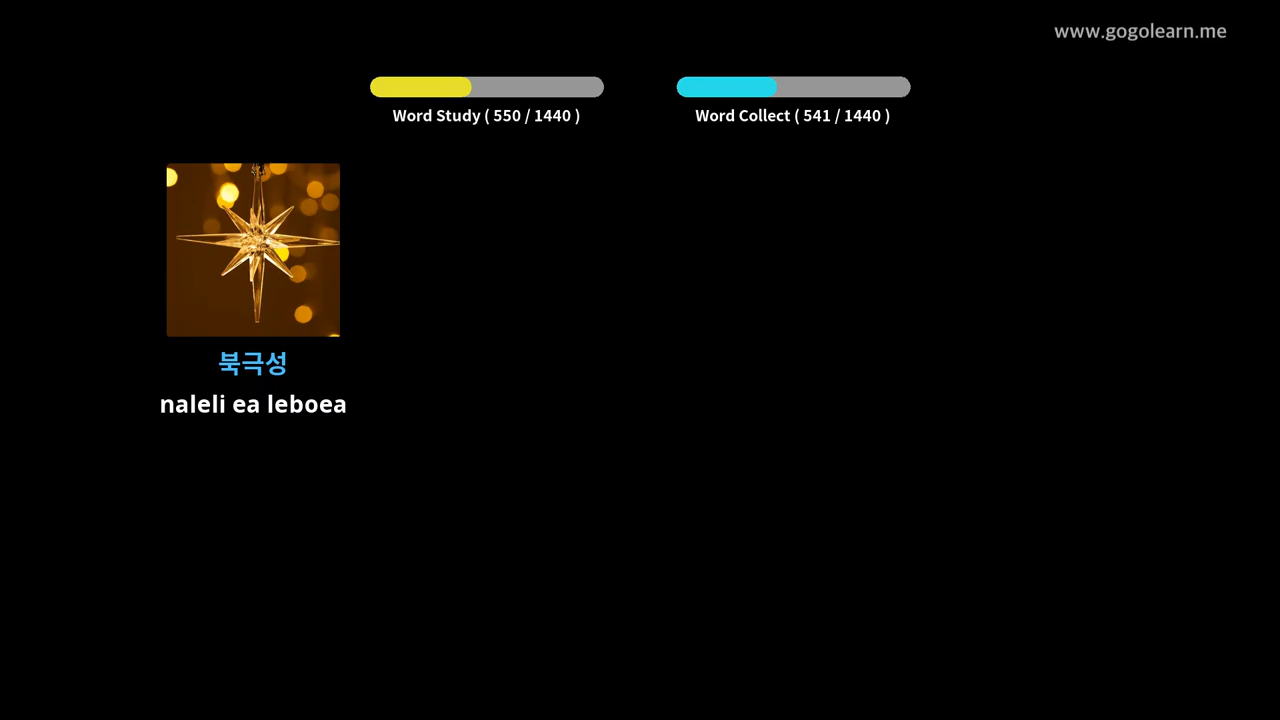 www.gogolearn.me
Word Study ( 550 / 1440 )
Word Collect ( 541 / 1440 )
북극성
naleli ea leboea